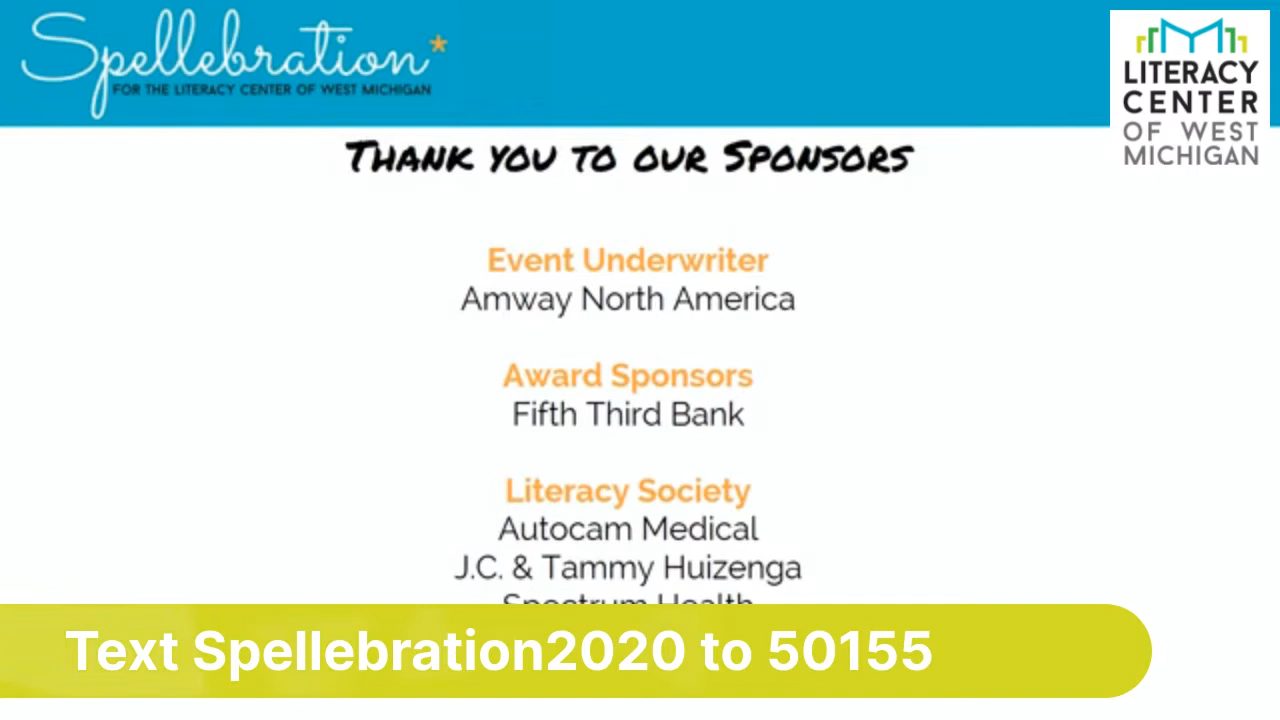 Spellebration*
FOR THE LITERACY CENTER OF WEST MICHIGAN
LITERACY
CENTER
OF WEST
MICHIGAN
THANK YOU TO OUR SPONSORS
Event Underwriter
Amway North America
Award Sponsors
Fifth Third Bank
Literacy Society
Autocam Medical
J.C. & Tammy Huizenga
Spectrum Health
Text Spellebration2020 to 50155